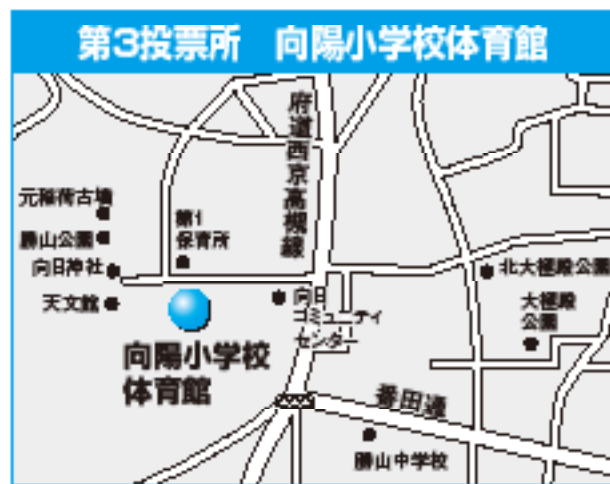 第3投票所　向陽小学校体育館
府道西京高槻線
元稲荷古墳
勝山公園
向日神社
天文館
第1
保育所
向日
コミュニティ
センター
北大極殿公園
大極殿
公園
向陽小学校
体育館
番田通
勝山中学校